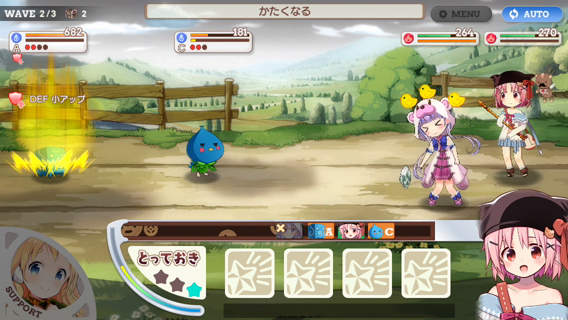 WAVE 2/3 2
かたくなる
MENU
AUTO
682
A
181
C
264
270
DEF 小アップ
A
C
とっておき
SUPPORT